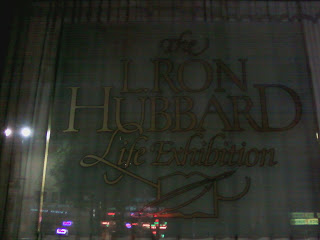 The
L. RON
HUBBARD
Life Exhibition